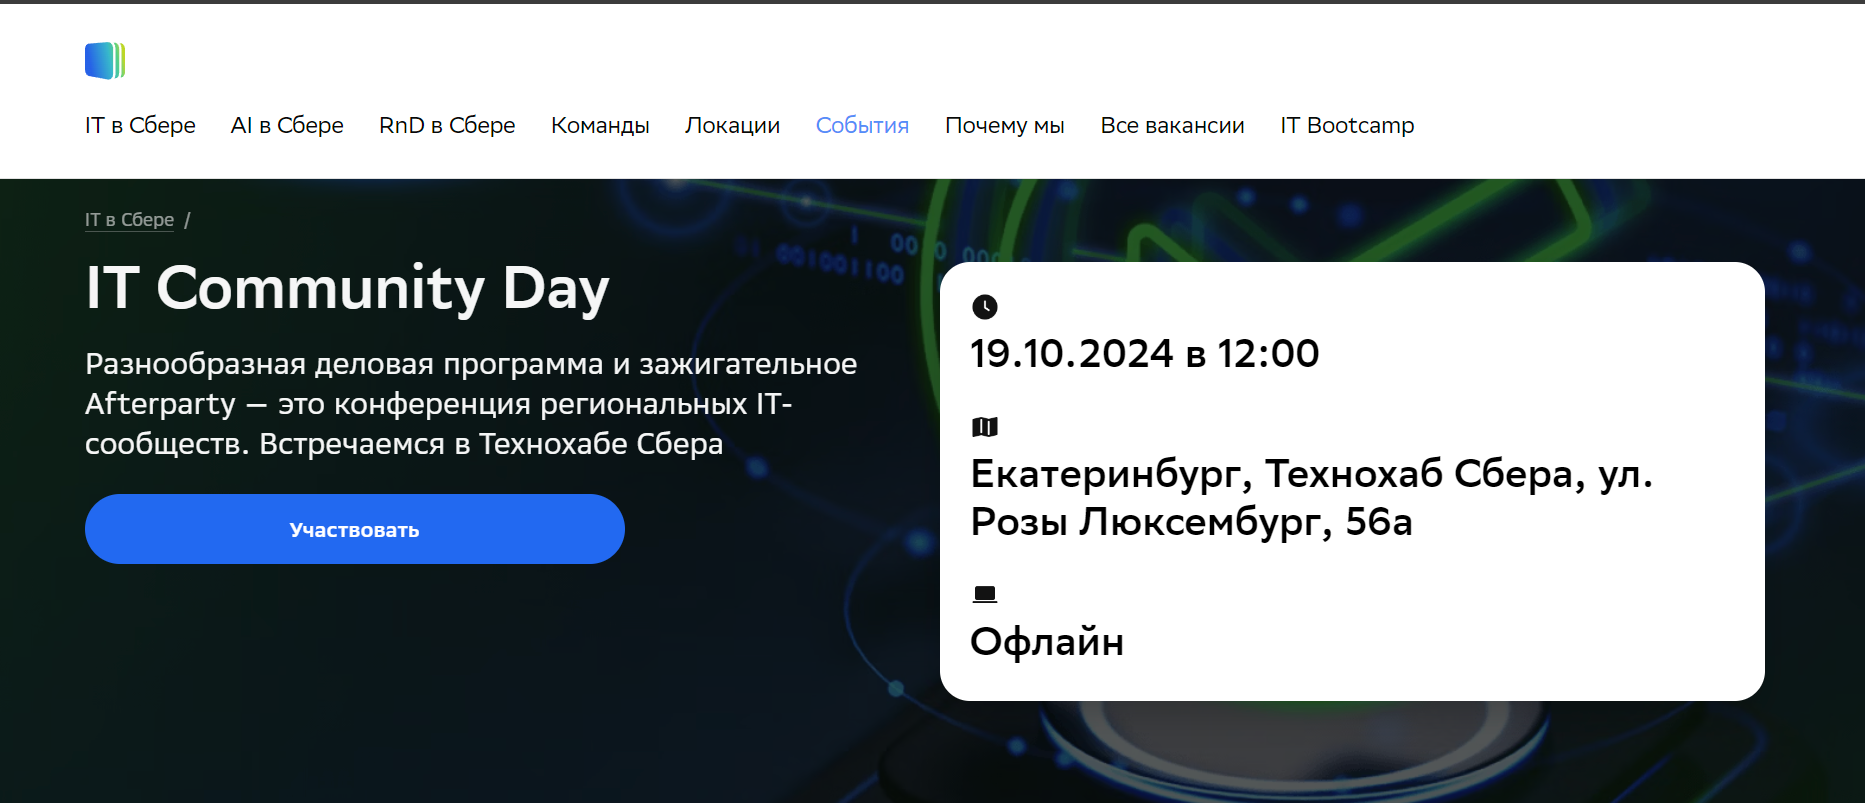 IT в Сбере AI в Сбере RnD в Сбере Команды Локации События Почему мы Все вакансии IT Bootcamp
IT в Сбере /
IT Community Day
Разнообразная деловая программа и зажигательное
Afterparty — это конференция региональных IT-
сообществ. Встречаемся в Технохабе Сбера
Участвовать
19.10.2024 в 12:00
Екатеринбург, Технохаб Сбера, ул.
Розы Люксембург, 56а
Офлайн